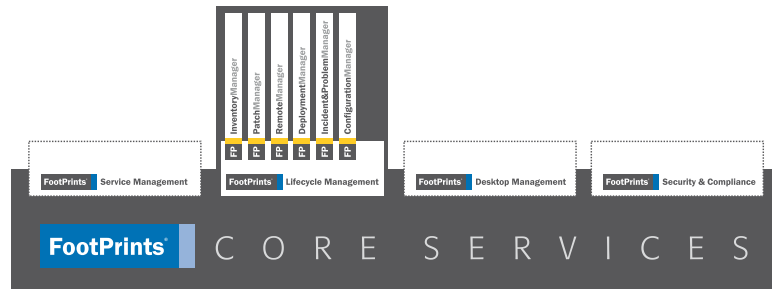 FP InventoryManager
FP PatchManager
FP RemoteManager
FP DeploymentManager
FP Incident&ProblemManager
FP ConfigurationManager
FootPrints® Service Management
FootPrints® Lifecycle Management
FootPrints® Desktop Management
FootPrints® Security & Compliance
FootPrints® CORE SERVICES